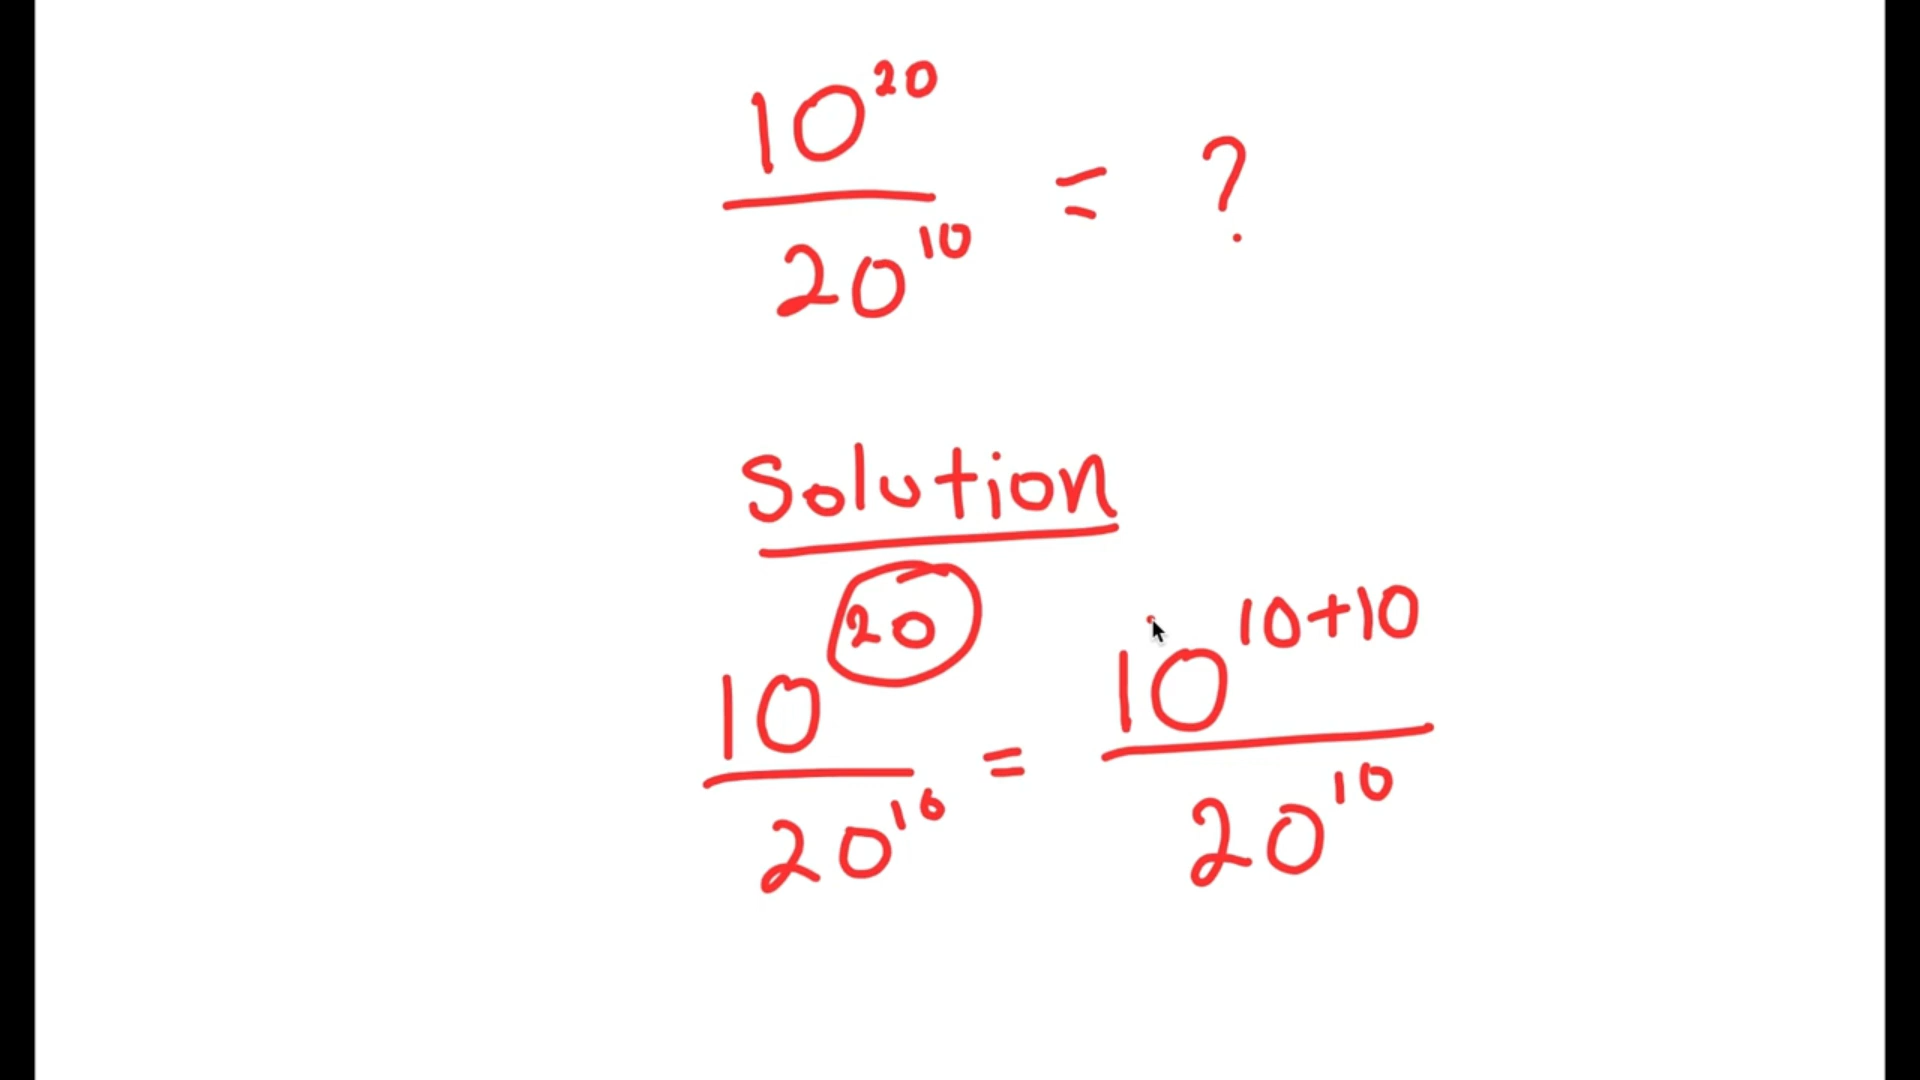 10^20 / 20^10 = ?
Solution
10^20 / 20^10 = 10^10+10 / 20^10